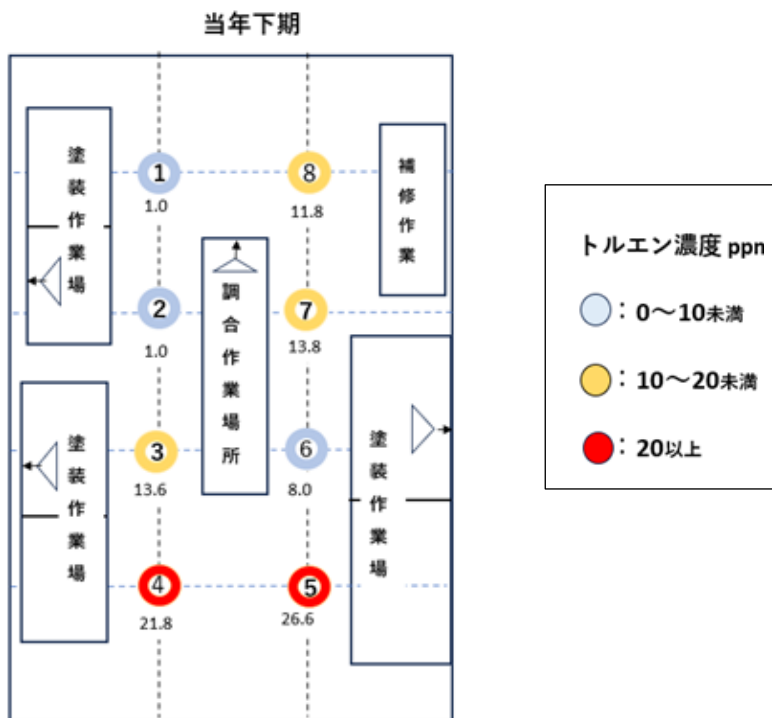 当年下期
塗装作業場
①
1.0
⑧
11.8
補修作業
②
1.0
調合作業場所
⑦
13.8
塗装作業場
③
13.6
⑥
8.0
塗装作業場
④
21.8
⑤
26.6
トルエン濃度 ppn
：0～10未満
：10～20未満
：20以上